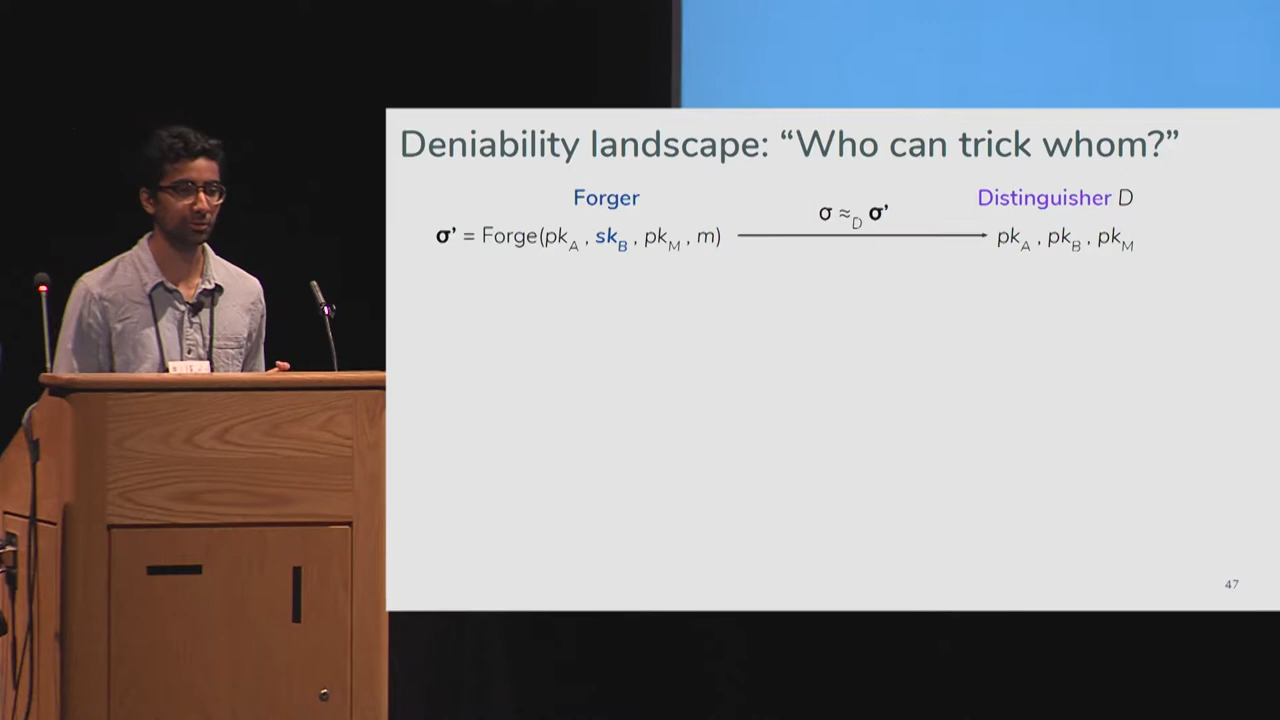 Deniability landscape: “Who can trick whom?”
Forger
Distinguisher D
σ ≈D σ’
σ’ = Forge(pkA , skB , pkM , m)
pkA , pkB , pkM
47